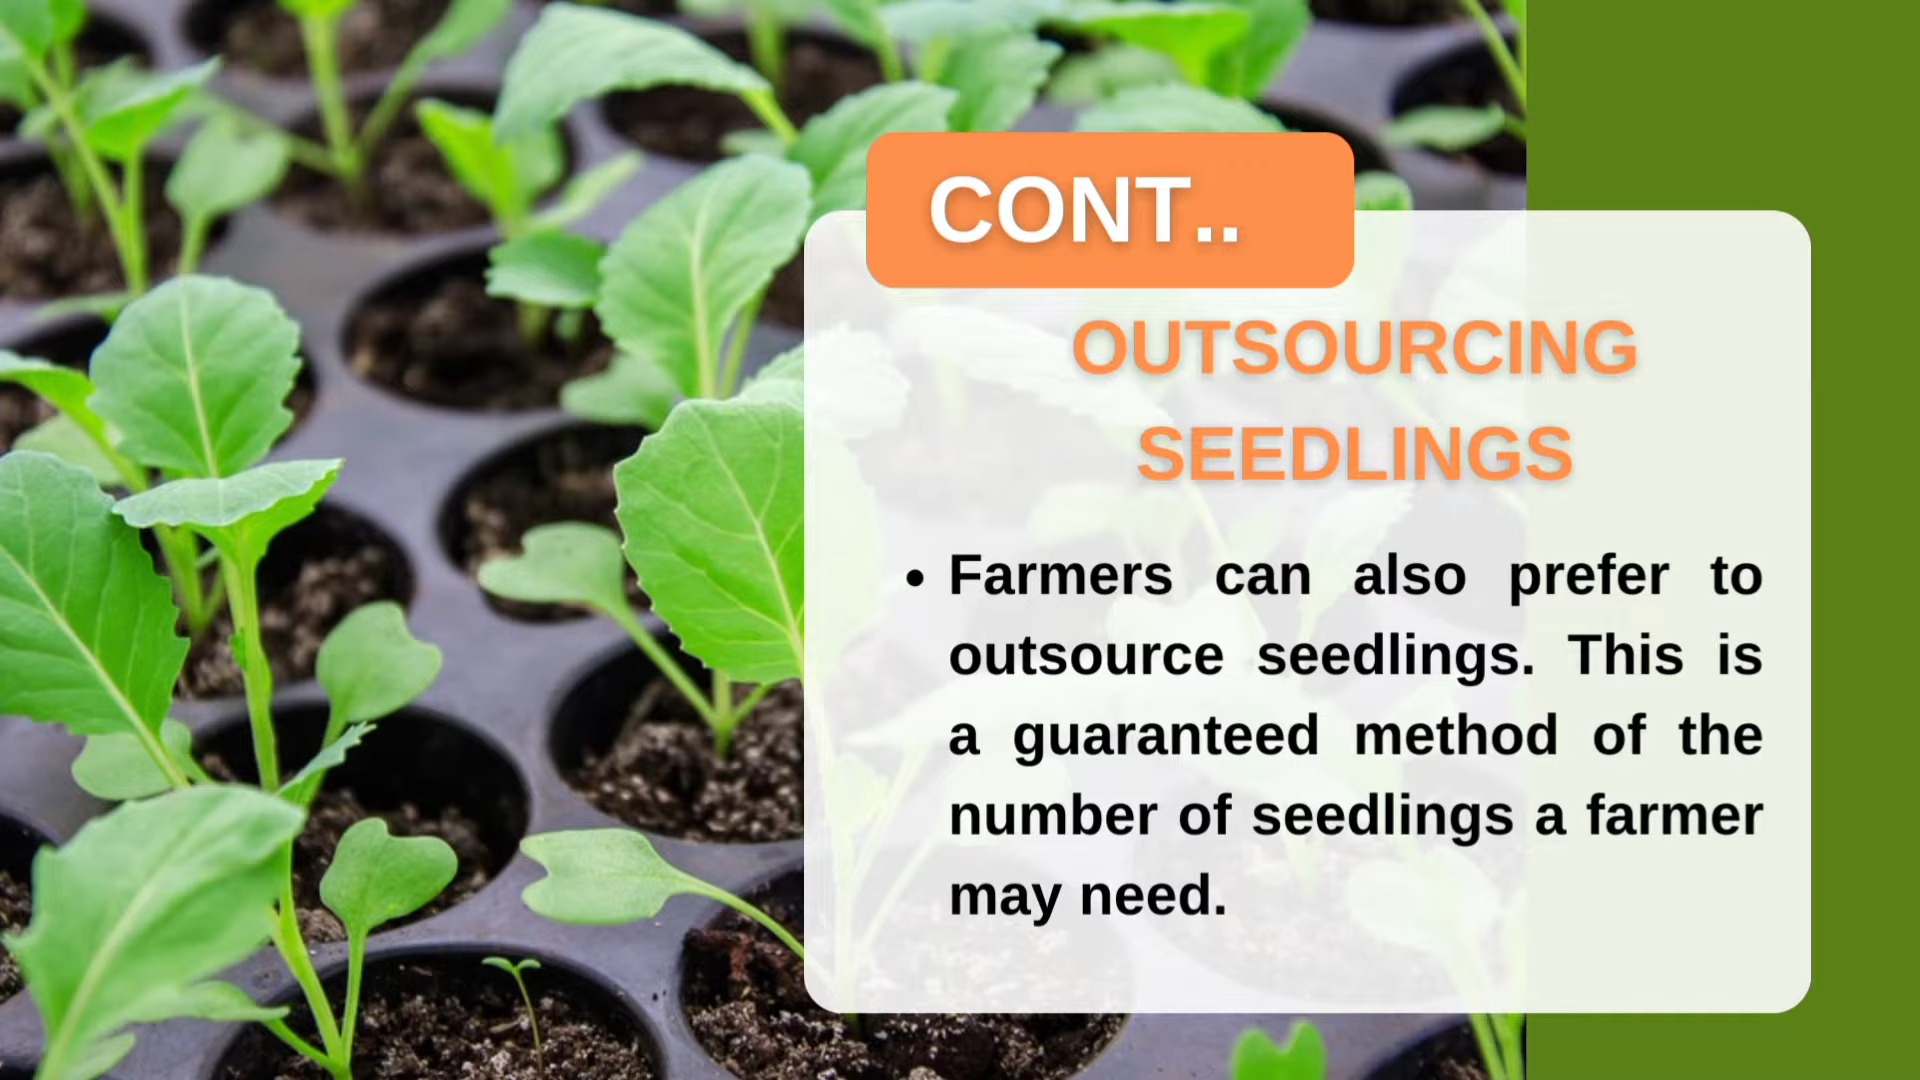 CONT..
OUTSOURCING
SEEDLINGS
• Farmers can also prefer to
outsource seedlings. This is
a guaranteed method of the
number of seedlings a farmer
may need.